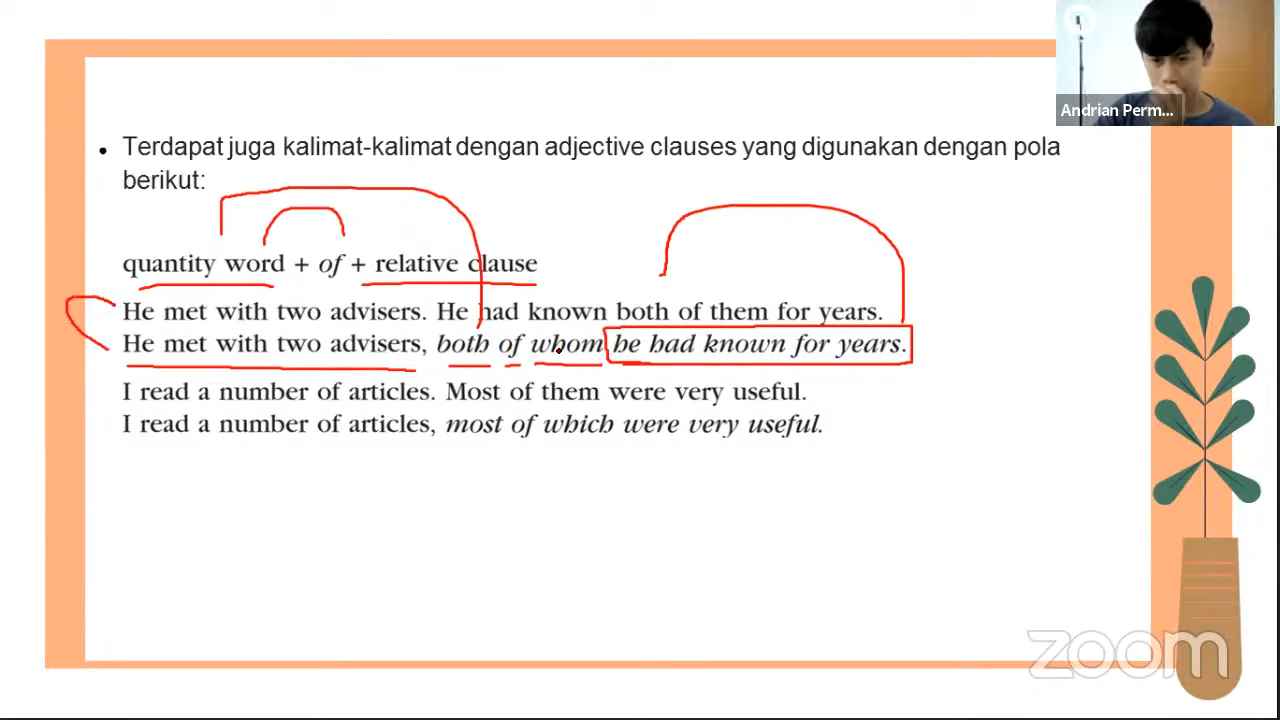 Andrian Perm...
• Terdapat juga kalimat-kalimat dengan adjective clauses yang digunakan dengan pola
berikut:
quantity word + of + relative clause
He met with two advisers. He had known both of them for years.
He met with two advisers, both of whom he had known for years.
I read a number of articles. Most of them were very useful.
I read a number of articles, most of which were very useful.
zoom